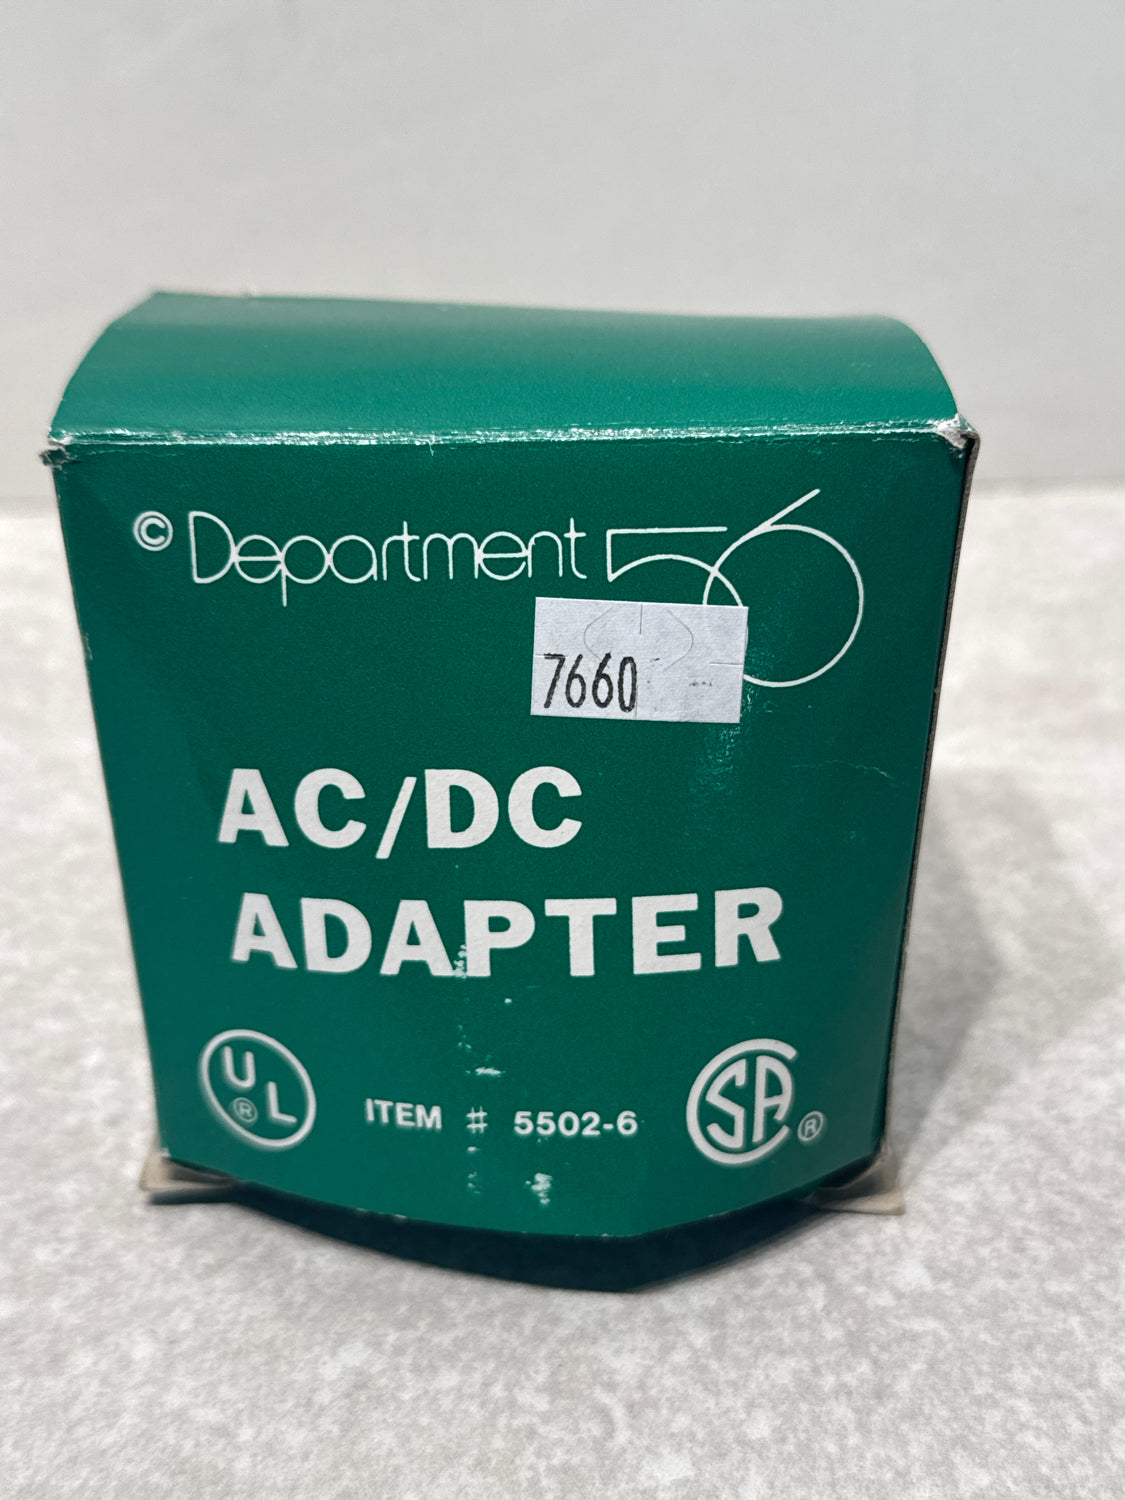 © Department 56
7660
AC/DC
ADAPTER
UL® ITEM # 5502-6 SA®